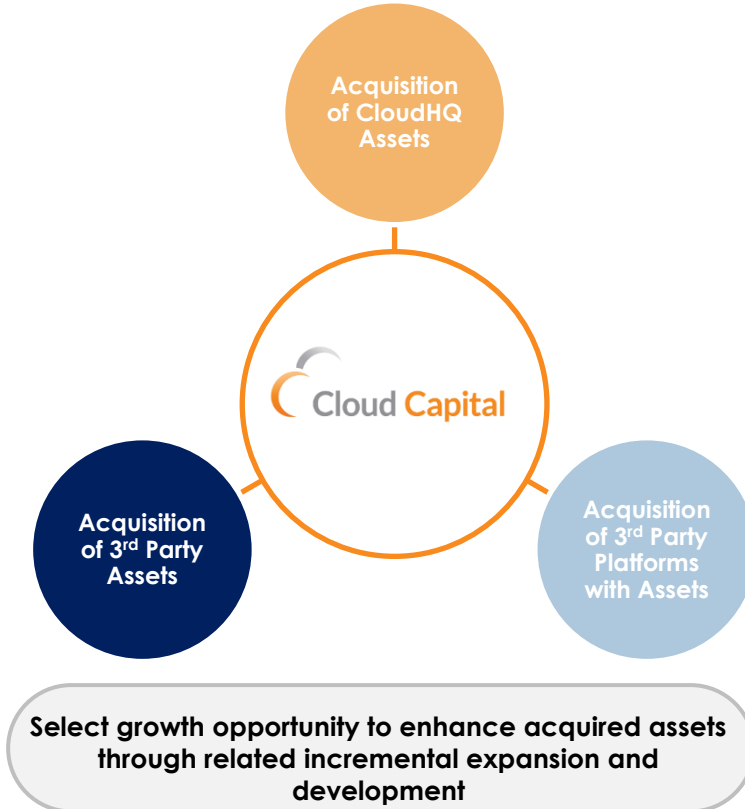 Acquisition
of CloudHQ
Assets
Cloud Capital
Acquisition
of 3rd Party
Assets
Acquisition
of 3rd Party
Platforms
with Assets
Select growth opportunity to enhance acquired assets
through related incremental expansion and
development